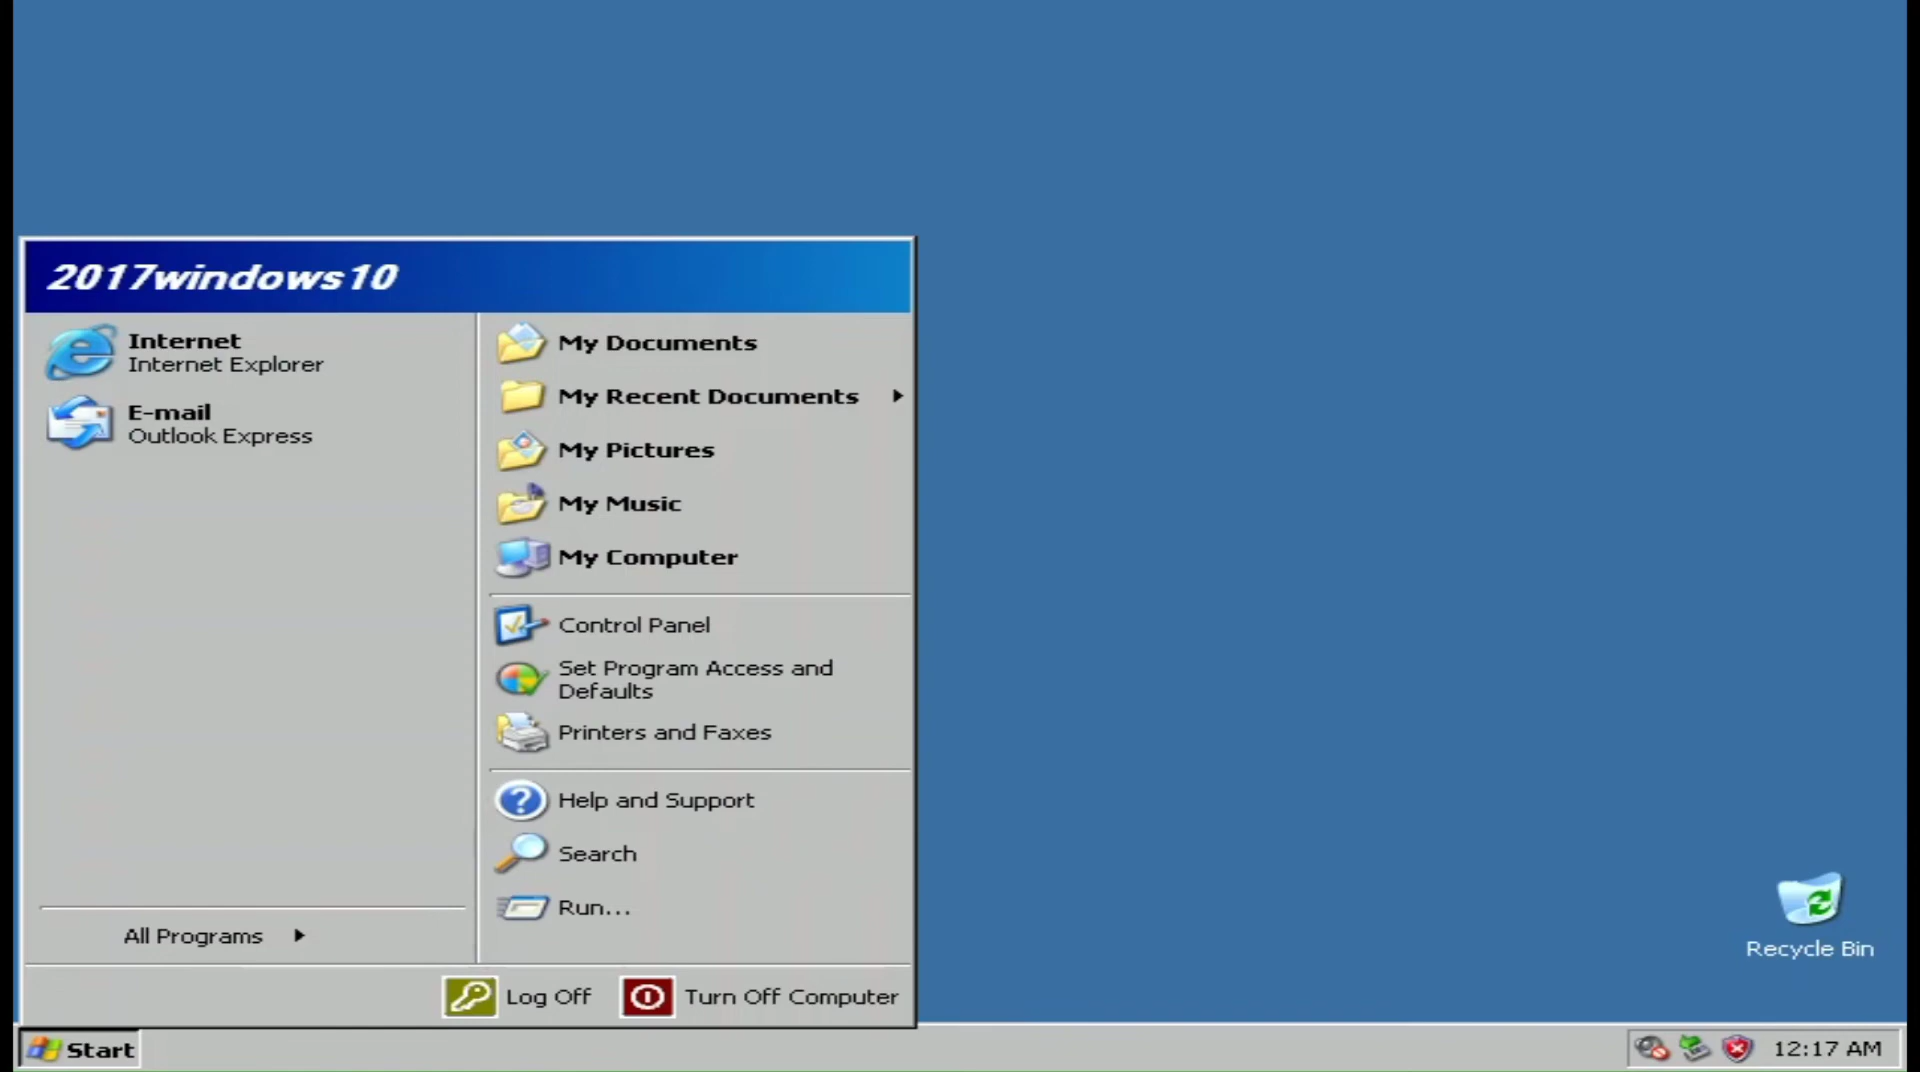 2017windows10
Internet
Internet Explorer
E-mail
Outlook Express
All Programs
My Documents
My Recent Documents
My Pictures
My Music
My Computer
Control Panel
Set Program Access and
Defaults
Printers and Faxes
Help and Support
Search
Run...
Log Off
Turn Off Computer
Recycle Bin
Start
12:17 AM